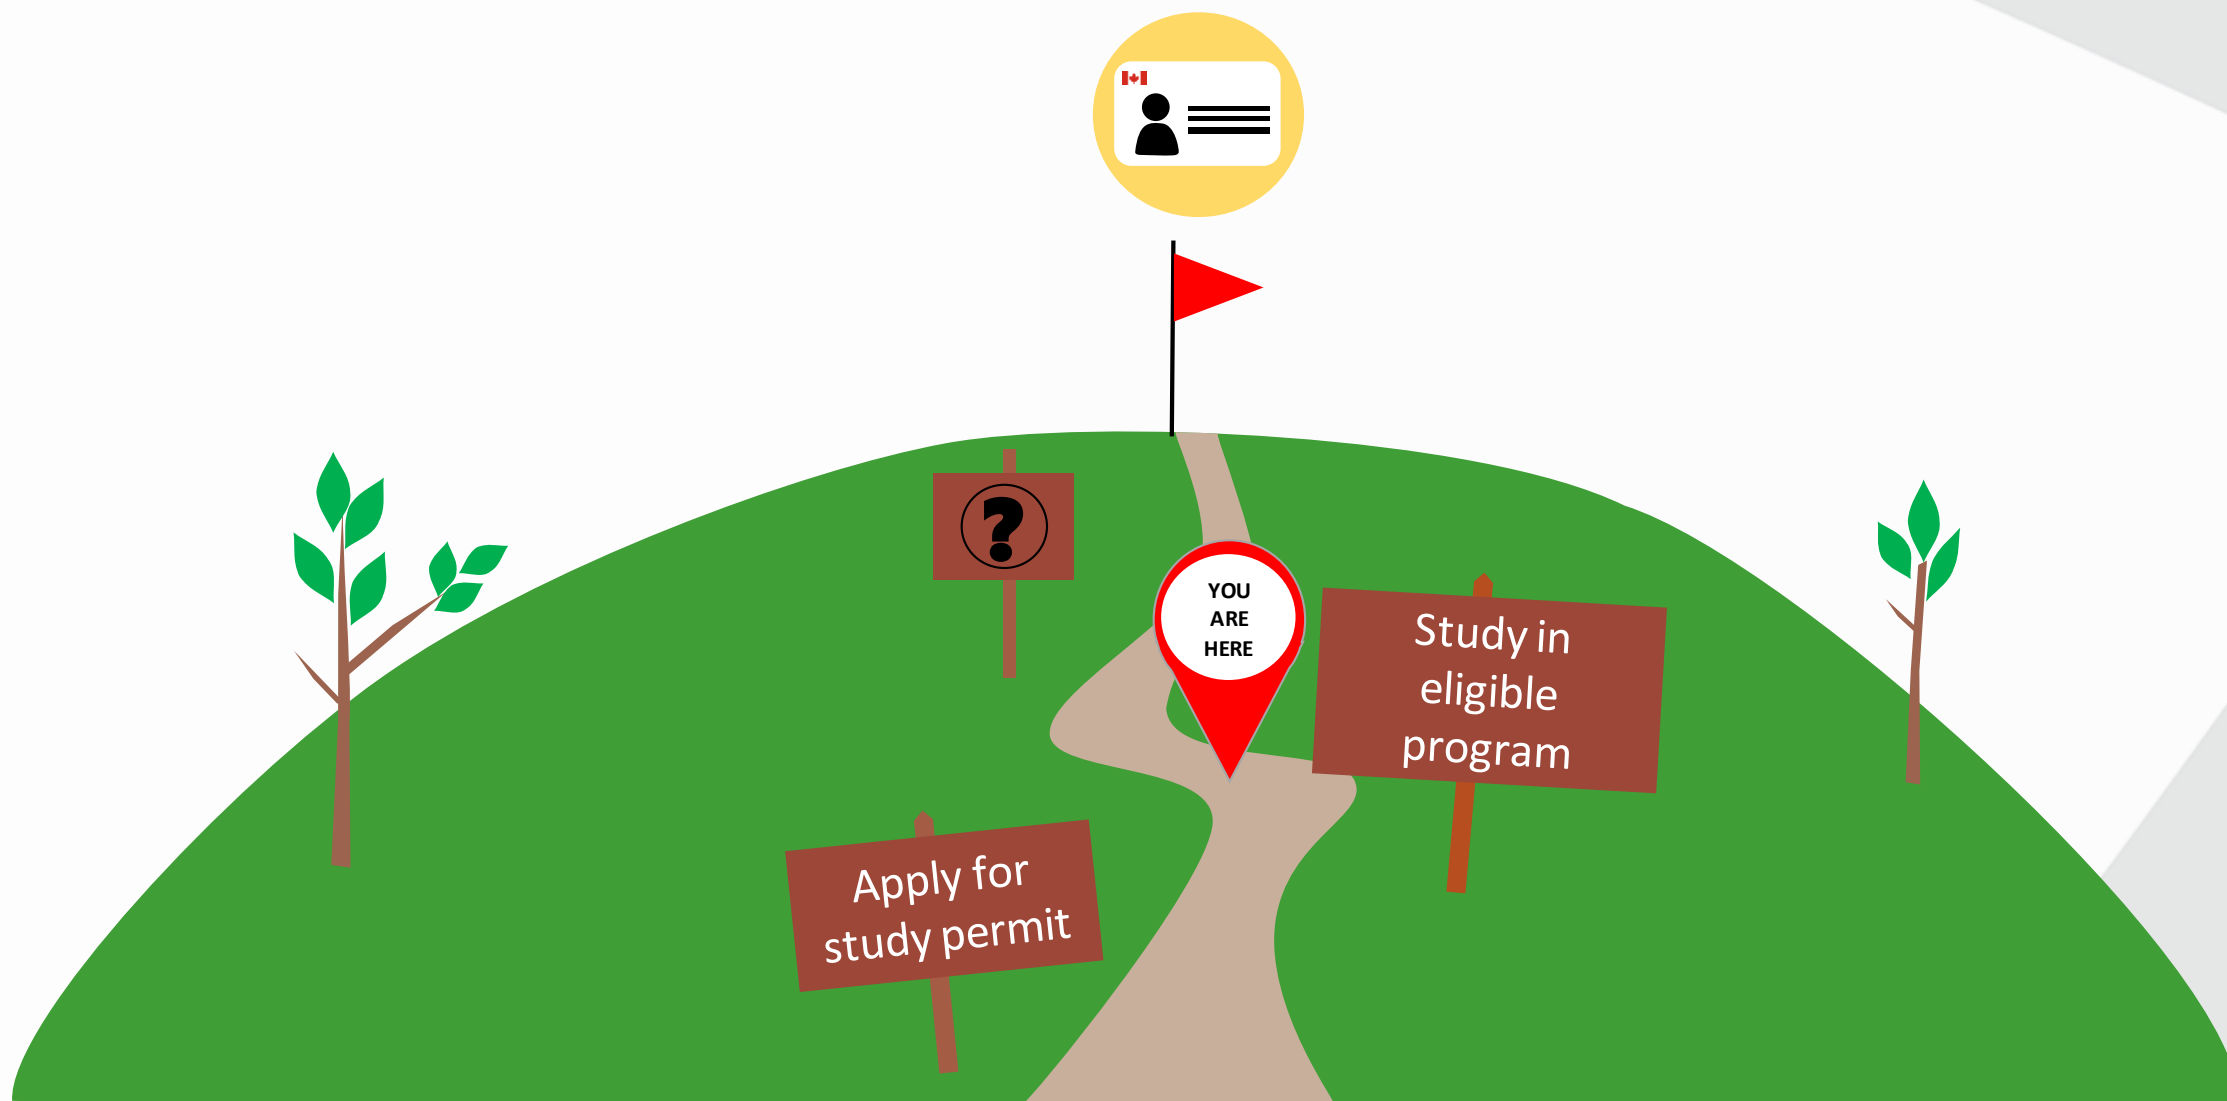 ?
YOU
ARE
HERE
Study in
eligible
program
Apply for
study permit